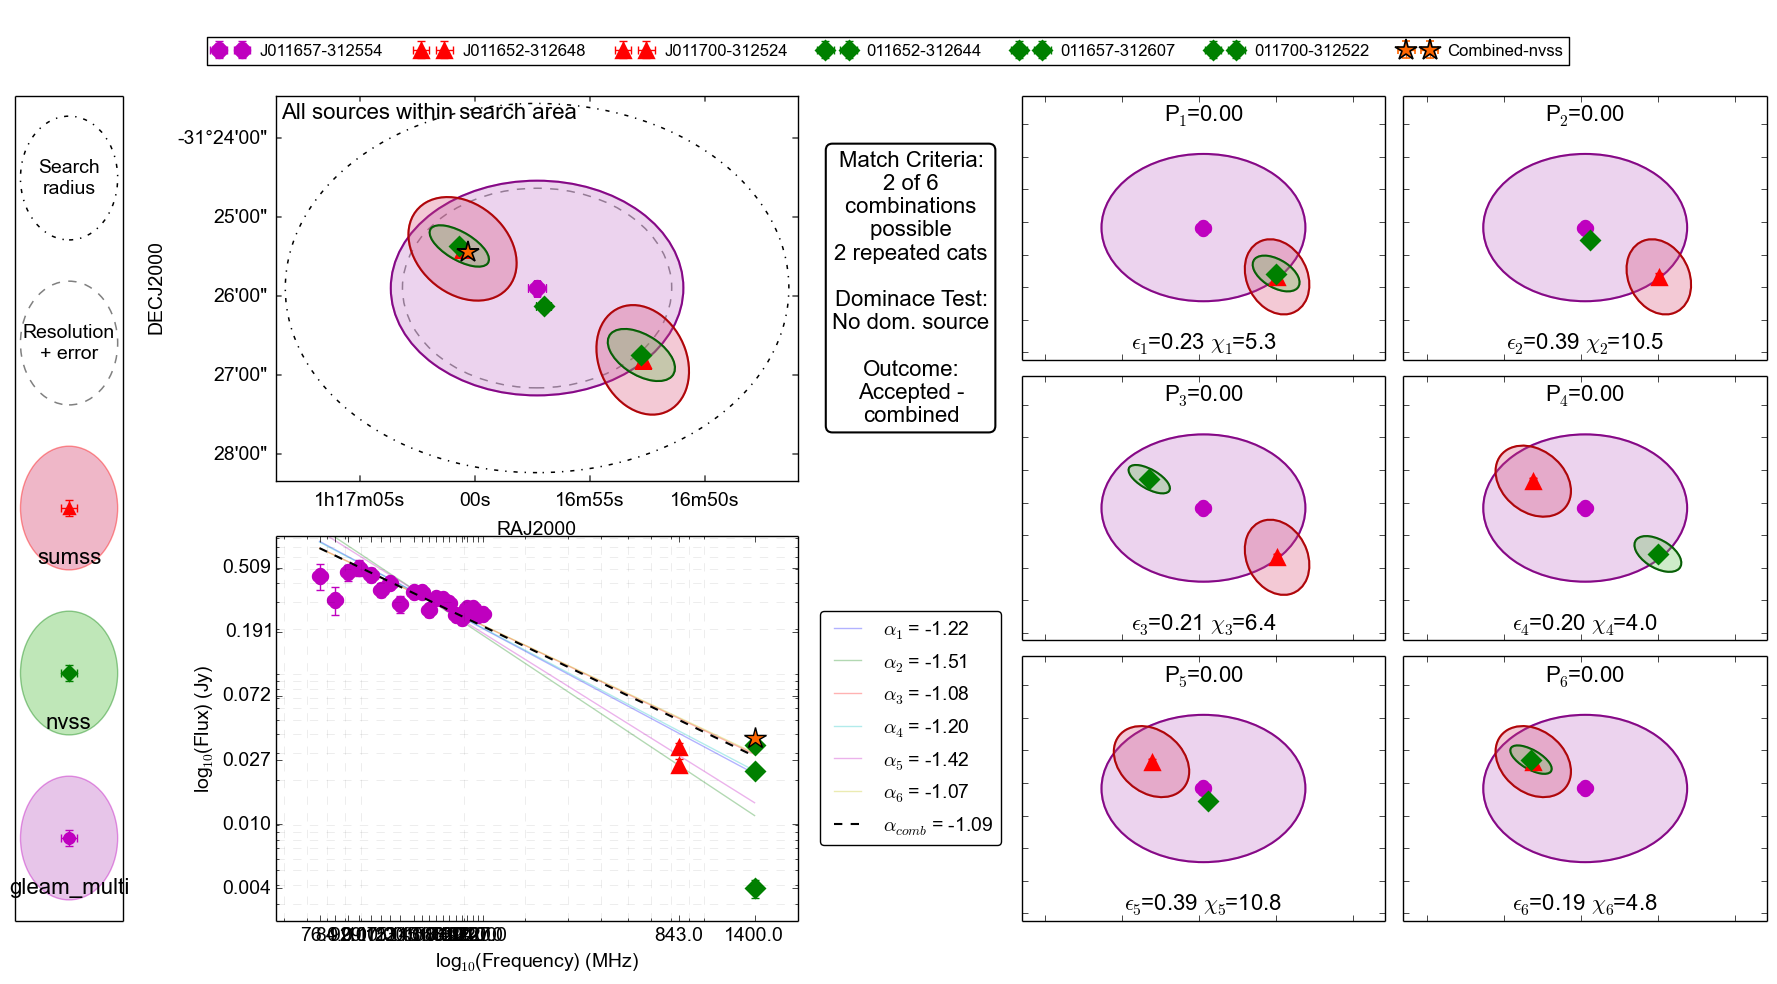 J011657-312554
J011652-312648
J011700-312524
011652-312644
011657-312607
011700-312522
Combined-nvss
Search
radius
Resolution
+ error
sumss
nvss
gleam_multi
All sources within search area
DECJ2000
-31°24'00"
25'00"
26'00"
27'00"
28'00"
1h17m05s
00s
16m55s
16m50s
RAJ2000
Match Criteria:
2 of 6
combinations
possible
2 repeated cats
Dominace Test:
No dom. source
Outcome:
Accepted -
combined
log₁₀(Flux) (Jy)
0.509
0.191
0.072
0.027
0.010
0.004
843.0
1400.0
log₁₀(Frequency) (MHz)
α₁ = -1.22
α₂ = -1.51
α₃ = -1.08
α₄ = -1.20
α₅ = -1.42
α₆ = -1.07
α_comb = -1.09
P₁=0.00
ϵ₁=0.23 χ₁=5.3
P₂=0.00
ϵ₂=0.39 χ₂=10.5
P₃=0.00
ϵ₃=0.21 χ₃=6.4
P₄=0.00
ϵ₄=0.20 χ₄=4.0
P₅=0.00
ϵ₅=0.39 χ₅=10.8
P₆=0.00
ϵ₆=0.19 χ₆=4.8